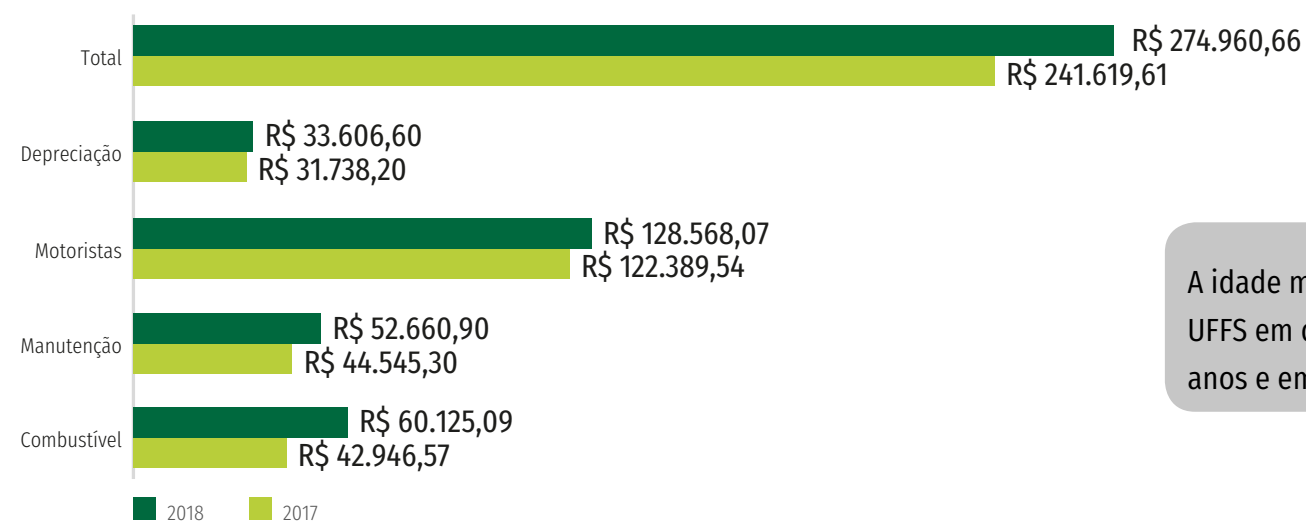 Total
R$ 274.960,66
R$ 241.619,61
Depreciação
R$ 33.606,60
R$ 31.738,20
Motoristas
R$ 128.568,07
R$ 122.389,54
Manutenção
R$ 52.660,90
R$ 44.545,30
Combustível
R$ 60.125,09
R$ 42.946,57
2018 2017
A idade
UFFS em
anos e